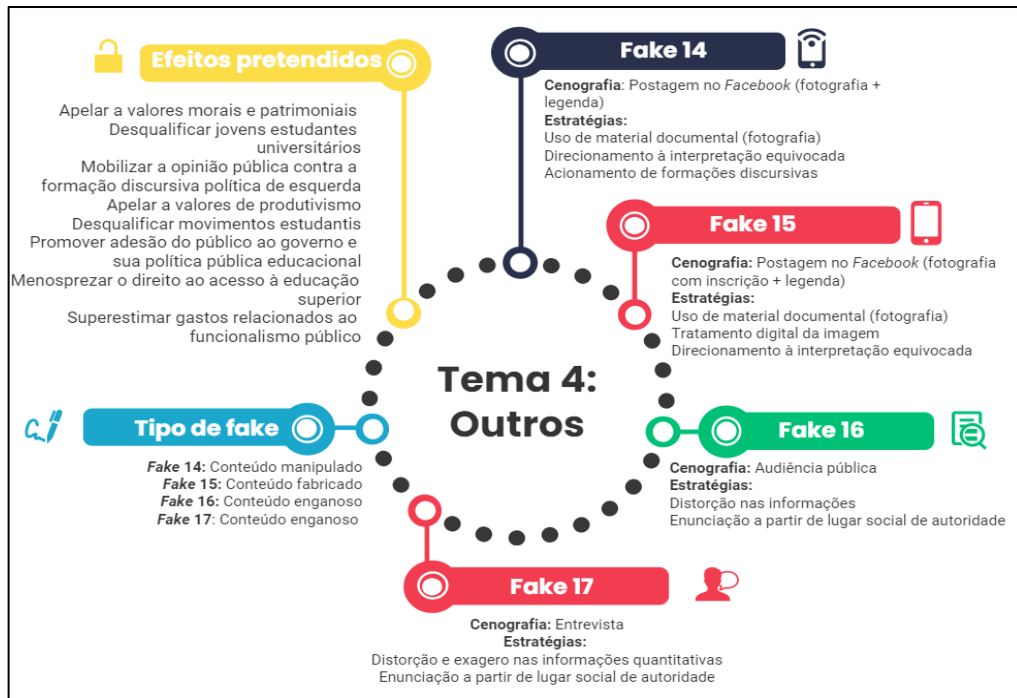 Efeitos pretendidos
Apelar a valores morais e patrimoniais
Desqualificar jovens estudantes
universitários
Mobilizar a opinião pública contra a
formação discursiva política de esquerda
Apelar a valores de produtivismo
Desqualificar movimentos estudantis
Promover adesão do público ao governo e
sua política pública educacional
Menosprezar o direito ao acesso à educação
superior
Superestimar gastos relacionados ao
funcionalismo público
Fake 14
Cenografia: Postagem no Facebook (fotografia +
legenda)
Estratégias:
Uso de material documental (fotografia)
Direcionamento à interpretação equivocada
Acionamento de formações discursivas
Fake 15
Cenografia: Postagem no Facebook (fotografia
com inscrição + legenda)
Estratégias:
Uso de material documental (fotografia)
Tratamento digital da imagem
Direcionamento à interpretação equivocada
Tema 4:
Outros
Tipo de fake
Fake 14: Conteúdo manipulado
Fake 15: Conteúdo fabricado
Fake 16: Conteúdo enganoso
Fake 17: Conteúdo enganoso
Fake 16
Cenografia: Audiência pública
Estratégias:
Distorção nas informações
Enunciação a partir de lugar social de autoridade
Fake 17
Cenografia: Entrevista
Estratégias:
Distorção e exagero nas informações quantitativas
Enunciação a partir de lugar social de autoridade